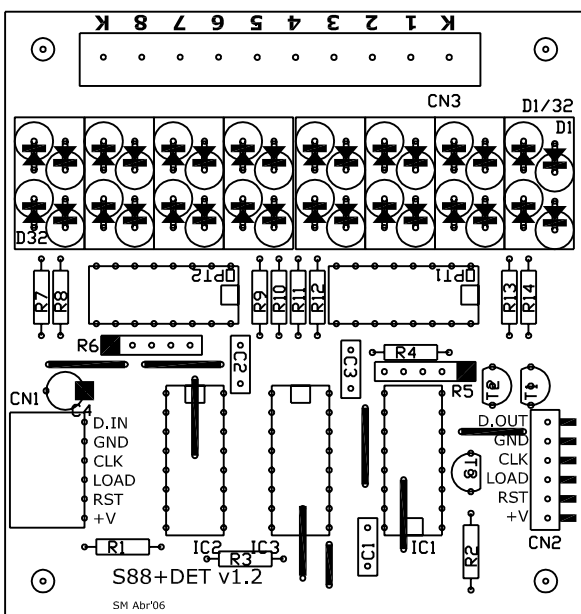 K 8 7 6 5 4 3 2 1 K
CN3
D1/32
D1
D32
OPT2
OPT1
R7
R8
R9
R10
R11
R12
R13
R14
R6
C2
C3
R4
R5
T2
T1
CN1
C4
D.IN
GND
CLK
LOAD
RST
+V
D.OUT
GND
CLK
LOAD
RST
+V
T3
CN2
R1
IC2
R3
IC3
C1
IC1
R2
S88+DET v1.2
SM Abr'06